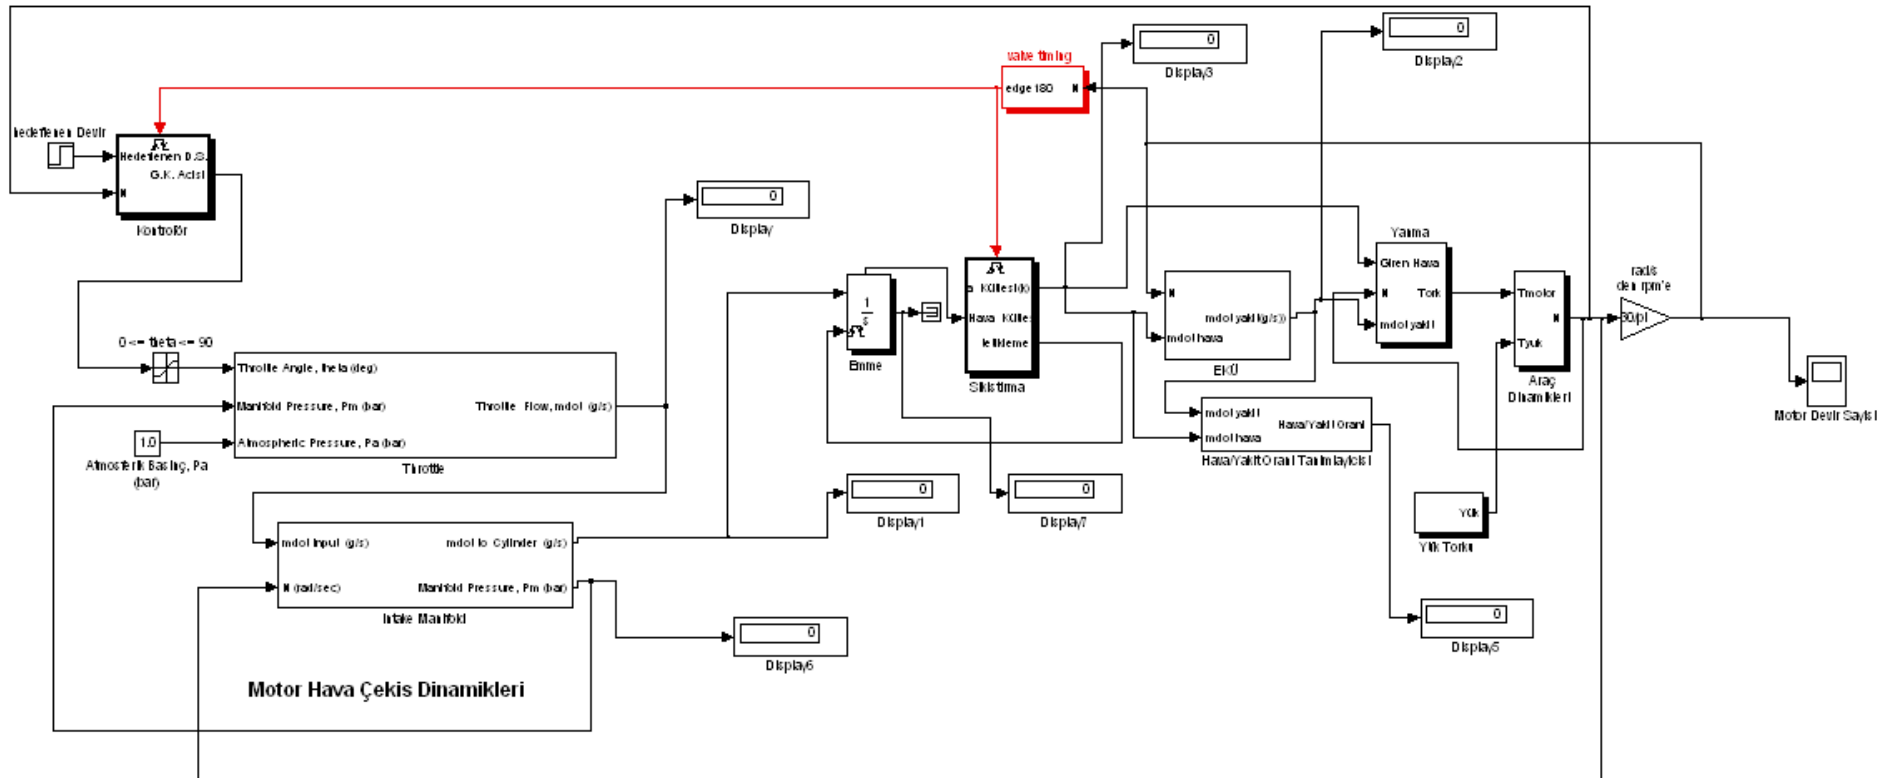 0
Display3
0
Display2
valve timing
edge180
N
hedeflenen Devir
Hedeflenen D.S.
G.K. Acisi
N
Kontrolör
0
Display
Yanma
Giren Hava
N
Tork
mdot yakit
rad/s
den rpm'e
30/pi
Tmotor
N
Tyuk
Araç
Dinamikleri
Motor Devir Sayisi
1
s
Emme
a Kütlesi(k)
Hava Kütles
tetikleme
Sikistirma
N
mdot yakit(g/s))
mdot hava
EKÜ
0 <= theta <= 90
Throttle Angle, theta (deg)
Manifold Pressure, Pm (bar)
Throttle Flow, mdot (g/s)
Atmospheric Pressure, Pa (bar)
Throttle
1.0
Atmosferik Basinç, Pa
(bar)
mdot yakit
Hava/Yakit Orani
mdot hava
Hava/Yakit Orani Tanimlayicisi
0
Display1
0
Display7
Yük
Yük Torku
mdot Input (g/s)
mdot to Cylinder (g/s)
N (rad/sec)
Manifold Pressure, Pm (bar)
Intake Manifold
0
Display6
0
Display5
Motor Hava Çekis Dinamikleri